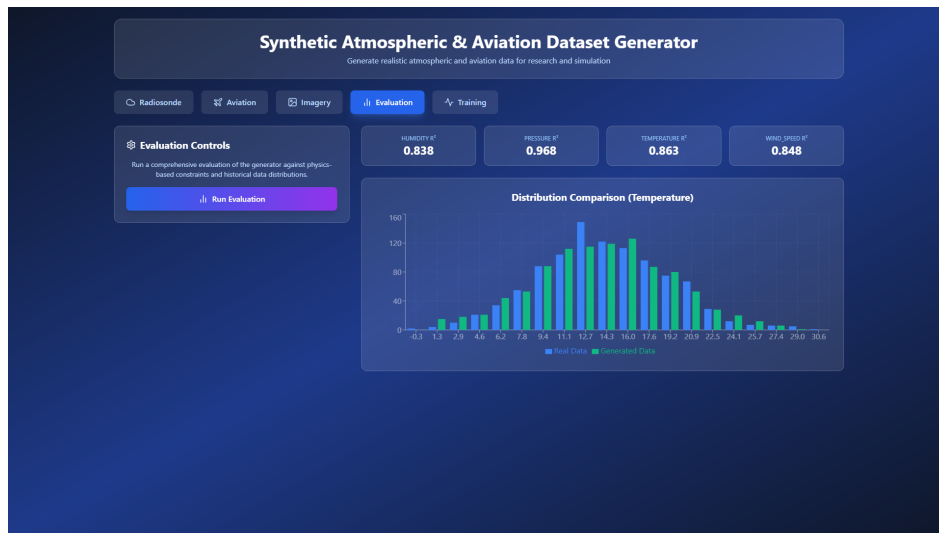 Synthetic Atmospheric & Aviation Dataset Generator
Generate realistic atmospheric and aviation data for research and simulation
Radiosonde
Aviation
Imagery
Evaluation
Training
Evaluation Controls
Run a comprehensive evaluation of the generator against physics-
based constraints and historical data distributions.
Run Evaluation
HUMIDITY R²
0.838
PRESSURE R²
0.968
TEMPERATURE R²
0.863
WIND_SPEED R²
0.848
Distribution Comparison (Temperature)
160
120
80
40
0
-0.3 1.3 2.9 4.6 6.2 7.8 9.4 11.1 12.7 14.3 16.0 17.6 19.2 20.9 22.5 24.1 25.7 27.4 29.0 30.6
Real Data Generated Data